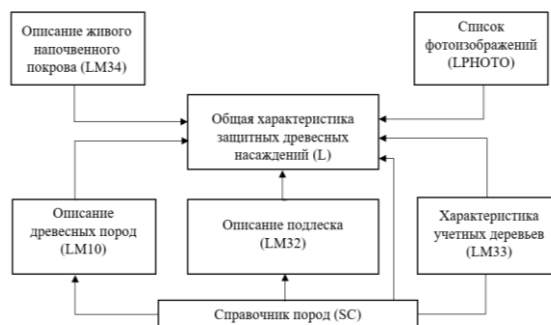 Описание живого
напочвенного
покрова (LM34)
Список
фотоизображений
(LPHOTO)
Общая характеристика
защитных древесных
насаждений (L)
Описание
древесных пород
(LM10)
Описание подлеска
(LM32)
Характеристика
учетных деревьев
(LM33)
Справочник пород (SC)